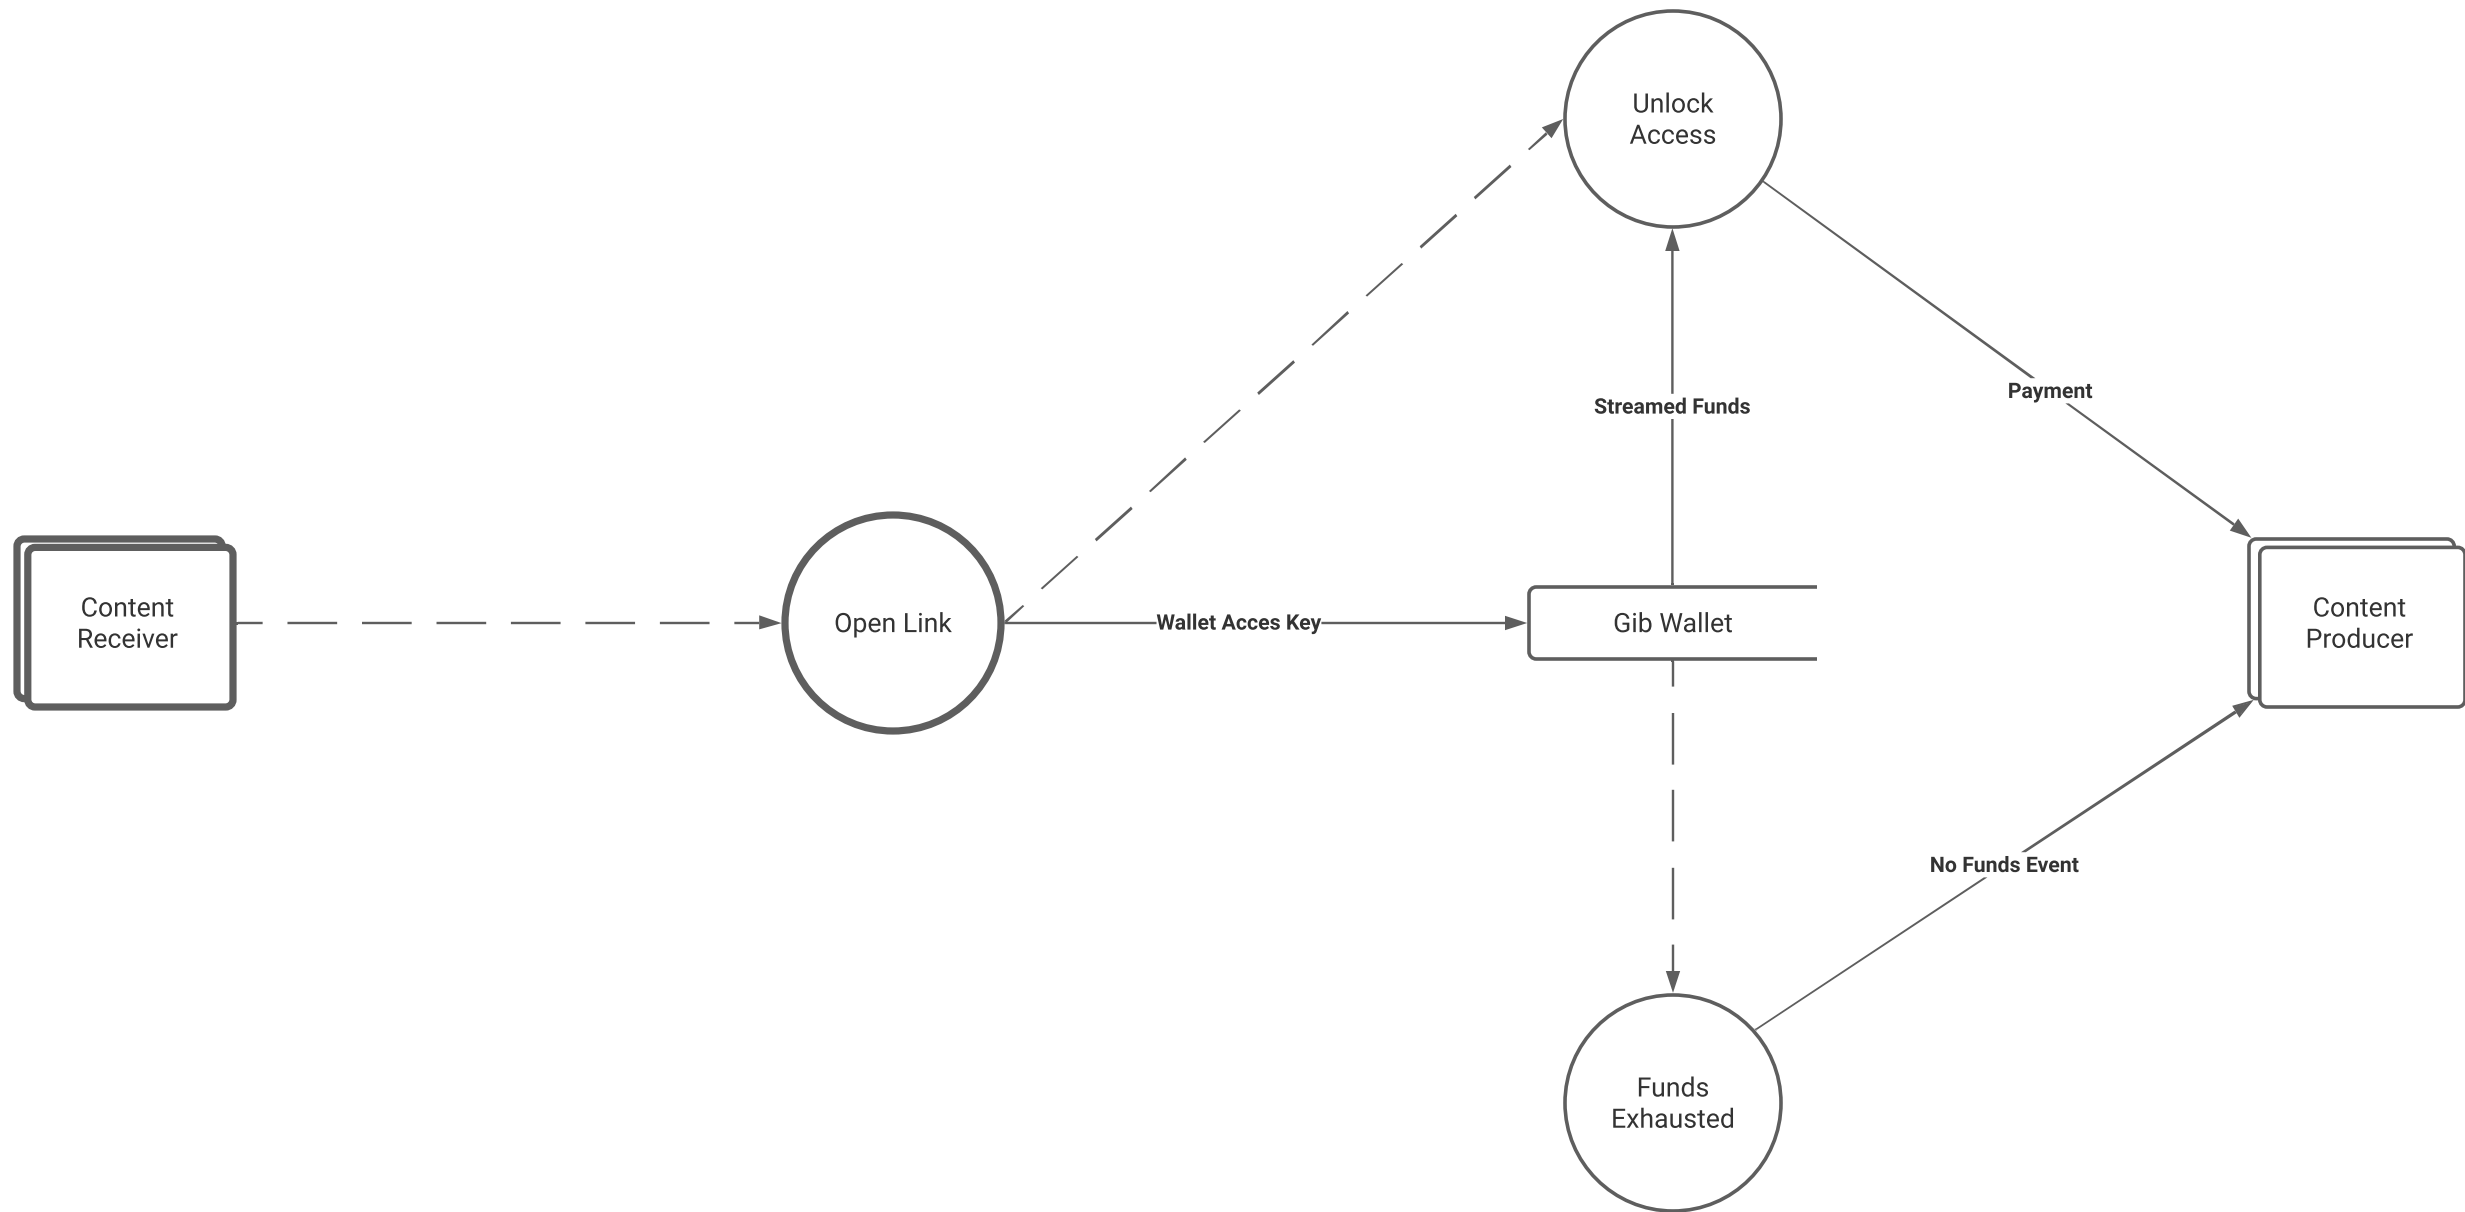 Unlock
Access
Payment
Streamed Funds
Content
Receiver
Open Link
Wallet Acces Key
Gib Wallet
Content
Producer
No Funds Event
Funds
Exhausted